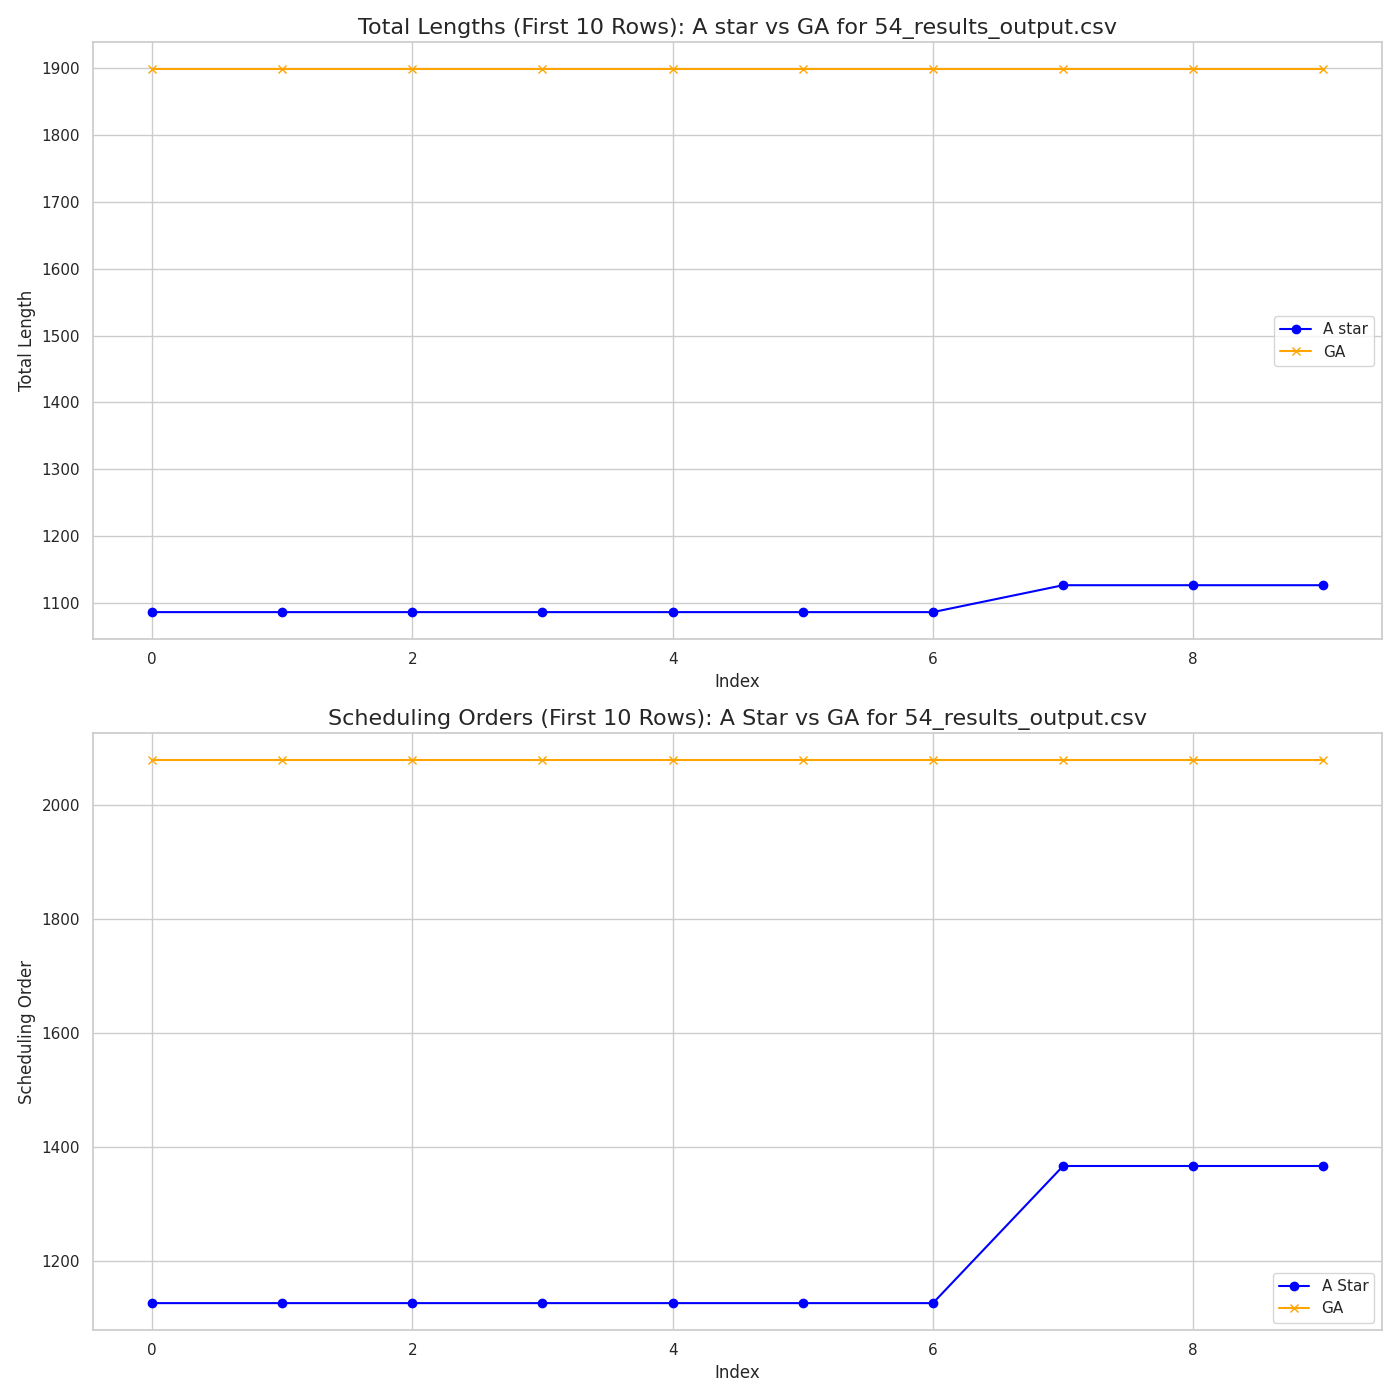 Total Lengths (First 10 Rows): A star vs GA for 54_results_output.csv
1900
1800
1700
1600
1500
1400
1300
1200
1100
Total Length
A star
GA
0 2 4 6 8
Index
Scheduling Orders (First 10 Rows): A Star vs GA for 54_results_output.csv
2000
1800
1600
1400
1200
Scheduling Order
A Star
GA
0 2 4 6 8
Index